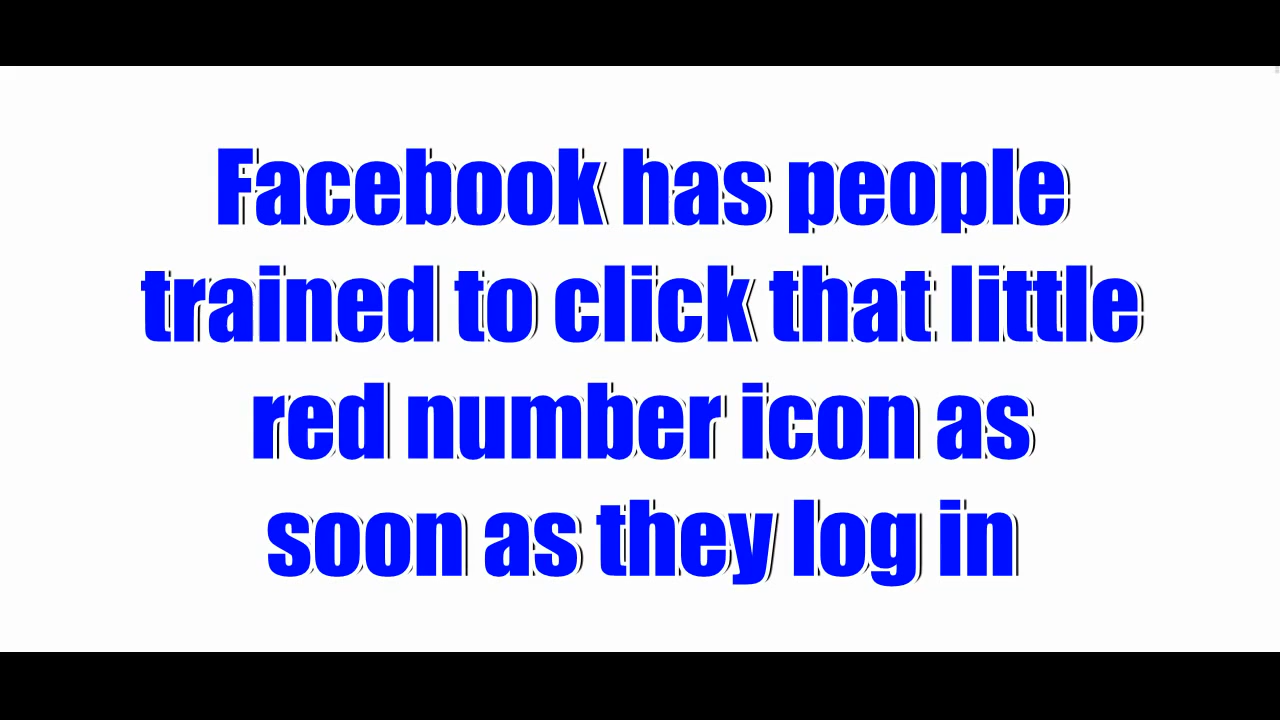 Facebook has people
trained to click that little
red number icon as
soon as they log in